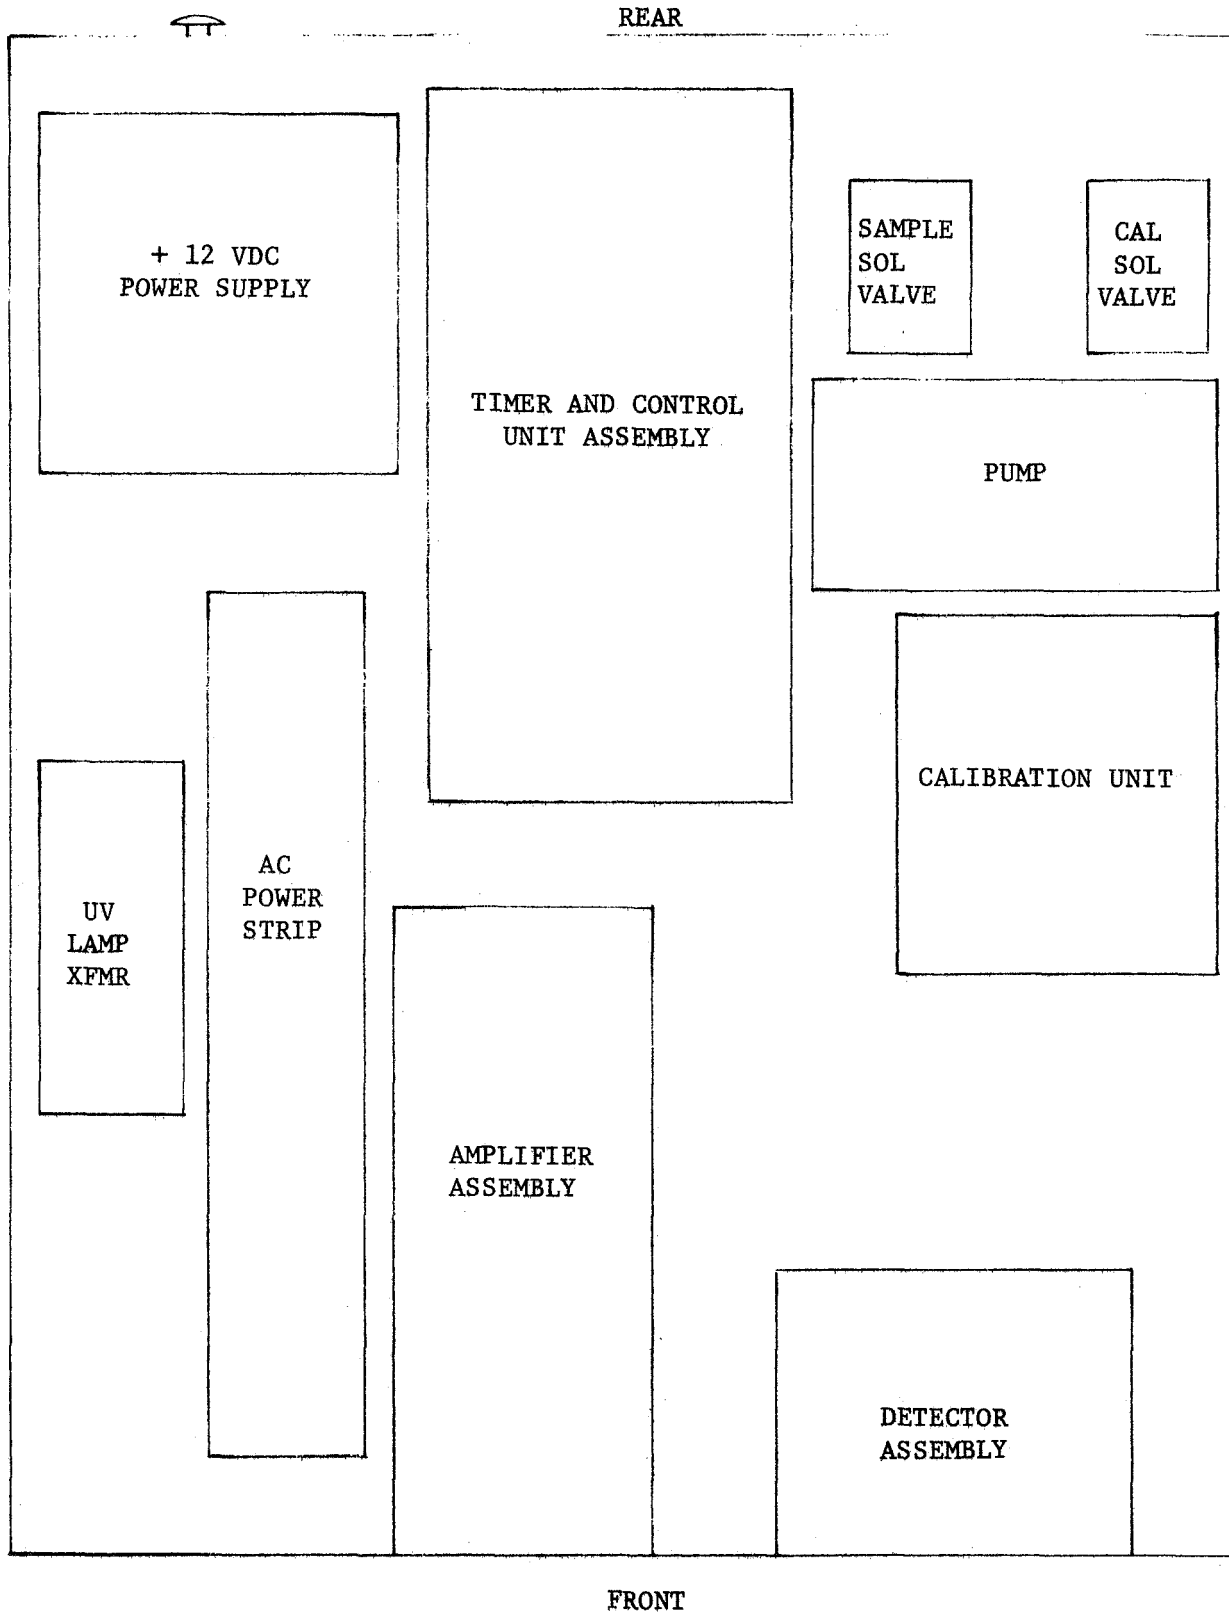 REAR
+ 12 VDC
POWER SUPPLY
TIMER AND CONTROL
UNIT ASSEMBLY
SAMPLE
SOL
VALVE
CAL
SOL
VALVE
PUMP
CALIBRATION UNIT
AC
POWER
STRIP
UV
LAMP
XFMR
AMPLIFIER
ASSEMBLY
DETECTOR
ASSEMBLY
FRONT